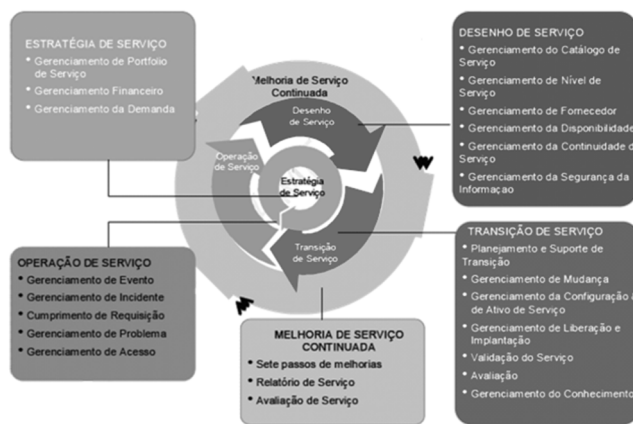 ESTRATÉGIA DE SERVIÇO
• Gerenciamento de Portfolio
de Serviço
• Gerenciamento Financeiro
• Gerenciamento da Demanda
DESENHO DE SERVIÇO
• Gerenciamento do Catálogo de
Serviço
• Gerenciamento de Nível de
Serviço
• Gerenciamento de Fornecedor
• Gerenciamento da Disponibilidade
• Gerenciamento da Continuidade d
Serviço
• Gerenciamento da Segurança da
Informaçao
Melhoria de Serviço
Continuada
Desenho
de Serviço
Operação
de Serviço
Estratégia
de Serviço
Transição
de Serviço
OPERAÇÃO DE SERVIÇO
• Gerenciamento de Evento
• Gerenciamento de Incidente
• Cumprimento de Requisição
• Gerenciamento de Problema
• Gerenciamento de Acesso
MELHORIA DE SERVIÇO
CONTINUADA
• Sete passos de melhorias
• Relatório de Serviço
• Avaliação de Serviço
TRANSIÇÃO DE SERVIÇO
• Planejamento e Suporte de
Transição
• Gerenciamento de Mudança
• Gerenciamento da Configuração
de Ativo de Serviço
• Gerenciamento de Liberação e
Implantação
• Validação do Serviço
• Avaliação
• Gerenciamento do Conhecimento